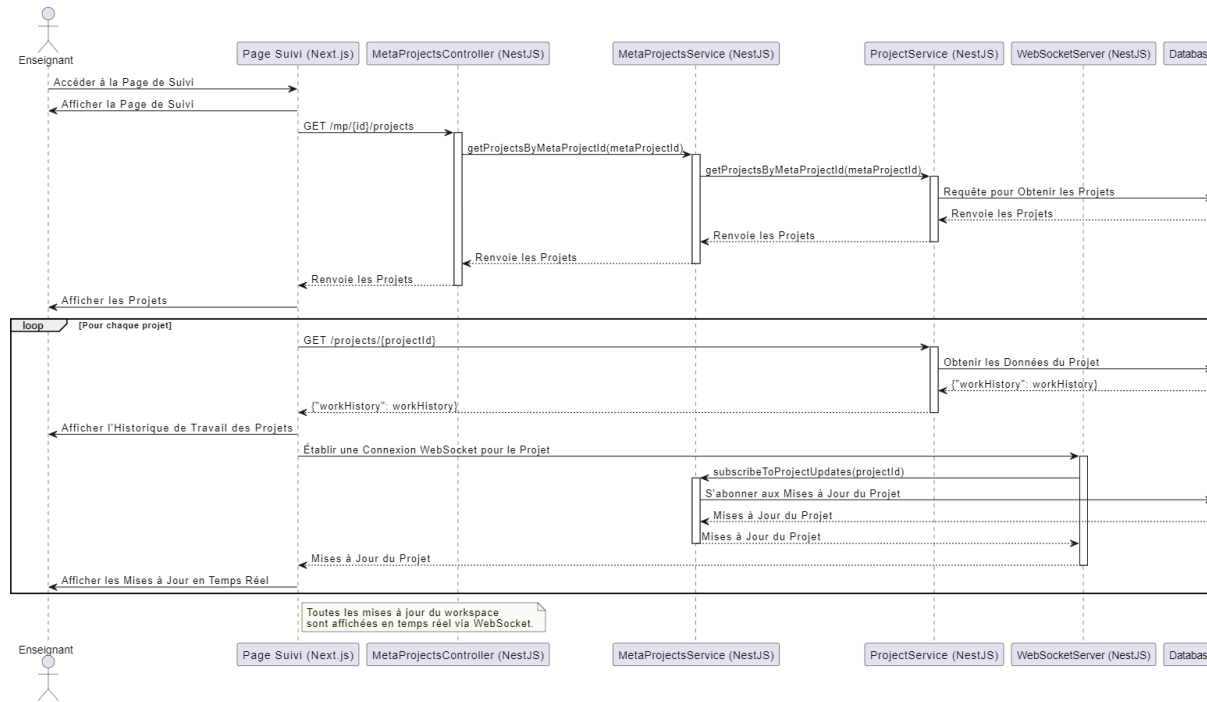 Enseignant
Page Suivi (Next.js)
MetaProjectsController (NestJS)
MetaProjectsService (NestJS)
ProjectService (NestJS)
WebSocketServer (NestJS)
Databas
Accéder à la Page de Suivi
Afficher la Page de Suivi
GET /mp/{id}/projects
getProjectsByMetaProjectId(metaProjectId)
getProjectsByMetaProjectId(metaProjectId)
Requête pour Obtenir les Projets
Renvoie les Projets
Renvoie les Projets
Renvoie les Projets
Renvoie les Projets
Afficher les Projets
loop [Pour chaque projet]
GET /projects/{projectId}
Obtenir les Données du Projet
{"workHistory": workHistory}
{"workHistory": workHistory}
Afficher l'Historique de Travail des Projets
Établir une Connexion WebSocket pour le Projet
subscribeToProjectUpdates(projectId)
S'abonner aux Mises à Jour du Projet
Mises à Jour du Projet
Mises à Jour du Projet
Mises à Jour du Projet
Afficher les Mises à Jour en Temps Réel
Toutes les mises à jour du workspace
sont affichées en temps réel via WebSocket.
Enseignant
Page Suivi (Next.js)
MetaProjectsController (NestJS)
MetaProjectsService (NestJS)
ProjectService (NestJS)
WebSocketServer (NestJS)
Databas